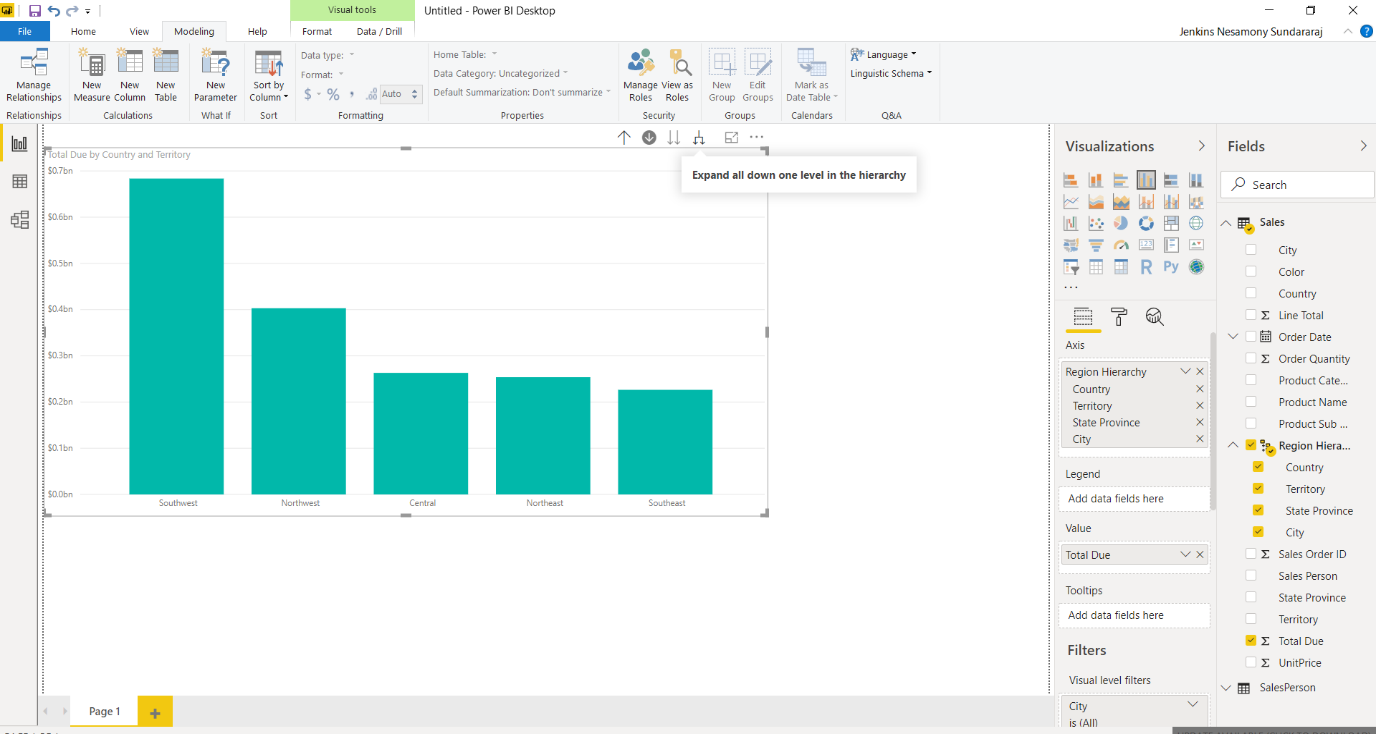 Visual tools
Untitled - Power BI Desktop
File
Home
View
Modeling
Help
Format
Data / Drill
Jenkins Nesamony Sundararaj
Manage Relationships
New Measure
New Column
New Table
New Parameter
Sort by Column
Data type:
Format:
$ % , .00 Auto
Home Table:
Data Category: Uncategorized
Default Summarization: Don't summarize
Manage Roles
View as Roles
New Group
Edit Groups
Mark as Date Table
Language
Linguistic Schema
Relationships
Calculations
What If
Sort
Formatting
Properties
Security
Groups
Calendars
Q&A
Expand all down one level in the hierarchy
Total Due by Country and Territory
$0.7bn
$0.6bn
$0.5bn
$0.4bn
$0.3bn
$0.2bn
$0.1bn
$0.0bn
Southwest
Northwest
Central
Northeast
Southeast
Page 1
Visualizations
123
R
Py
Axis
Region Hierarchy
Country
Territory
State Province
City
Legend
Add data fields here
Value
Total Due
Tooltips
Add data fields here
Filters
Visual level filters
City
is (All)
Fields
Search
Sales
City
Color
Country
Line Total
Order Date
Order Quantity
Product Cate...
Product Name
Product Sub ...
Region Hiera...
Country
Territory
State Province
City
Sales Order ID
Sales Person
State Province
Territory
Total Due
UnitPrice
SalesPerson